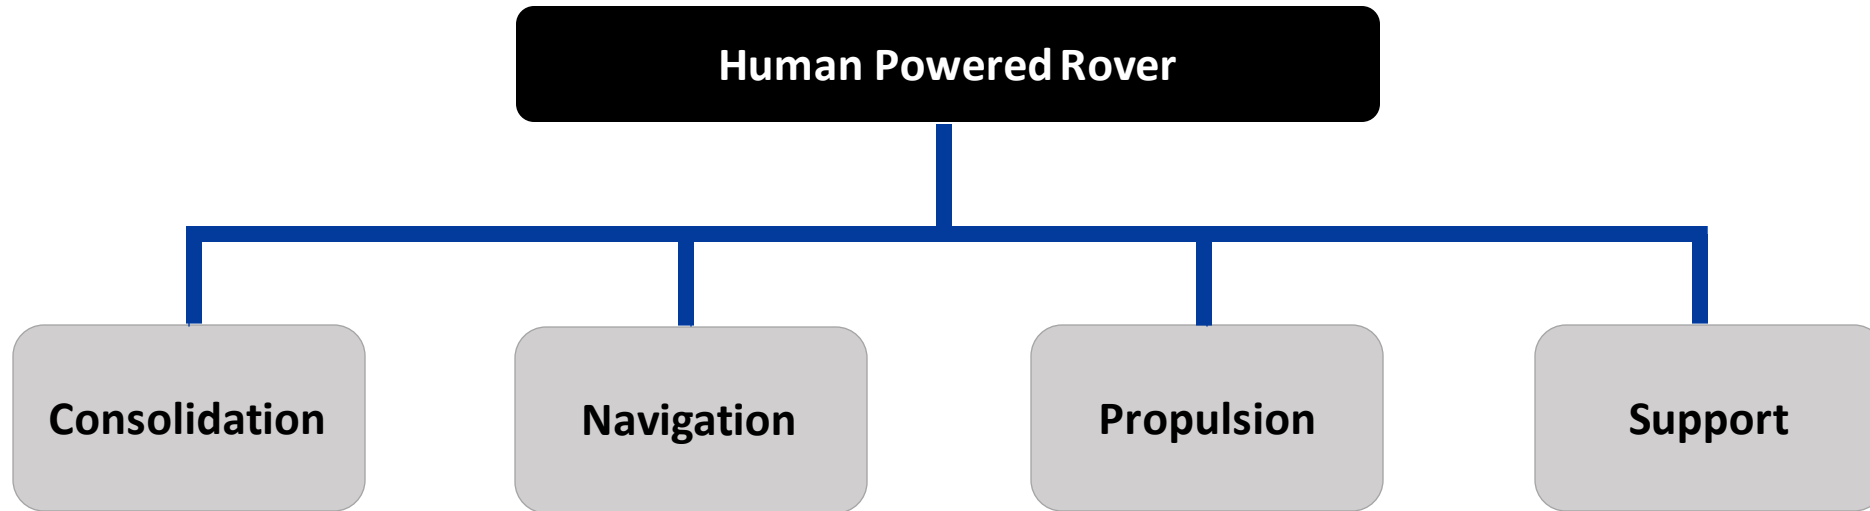 Human Powered Rover
Consolidation
Navigation
Propulsion
Support